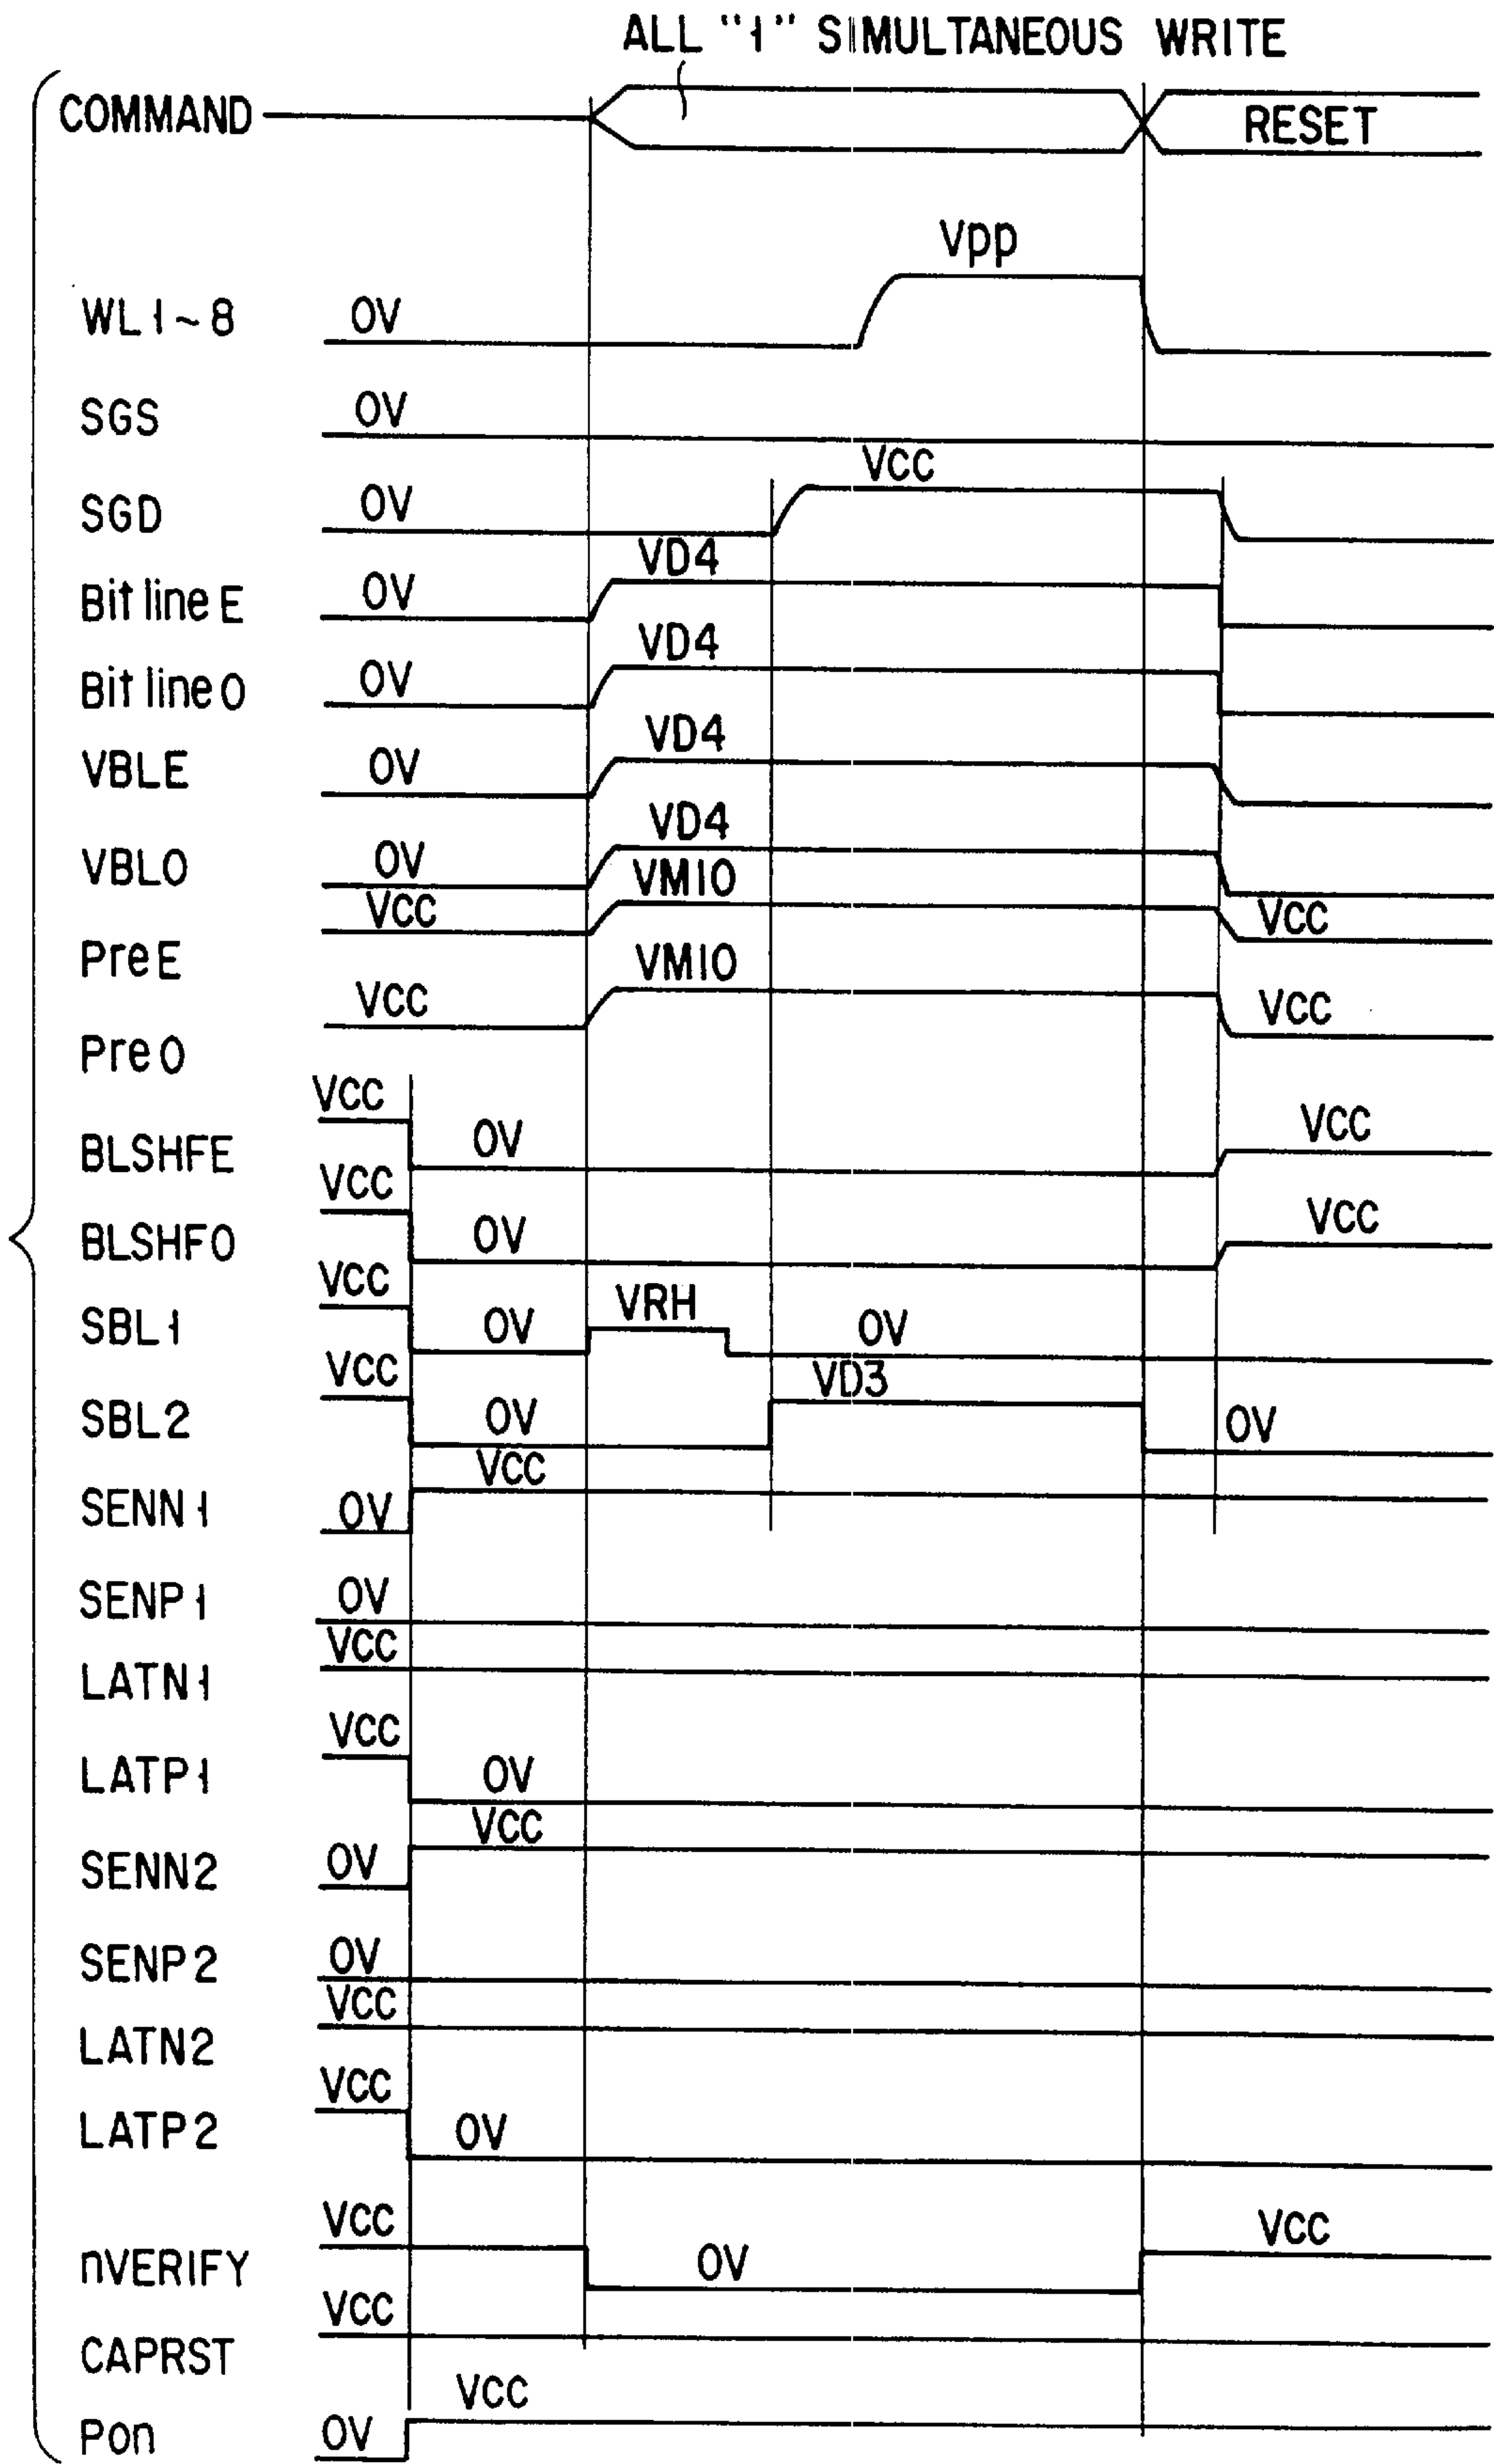 ALL "1" SIMULTANEOUS WRITE
COMMAND RESET
Vpp
WL1~8 0V
SGS 0V
VCC
SGD 0V
VD4
Bit line E 0V
VD4
Bit line O 0V
VD4
VBLE 0V
VD4
VBLO 0V
VM10
VCC VCC
PreE
VM10
VCC VCC
PreO
VCC
BLSHFE 0V VCC
VCC
BLSHFO 0V VCC
VCC VRH
SBL1 0V 0V
VCC VD3
SBL2 0V 0V
VCC
SENN1 0V
SENP1 0V
VCC
LATN1
VCC
LATP1 0V
VCC
SENN2 0V
SENP2 0V
VCC
LATN2
VCC
LATP2 0V
VCC VCC
nVERIFY 0V
VCC
CAPRST
VCC
Pon 0V